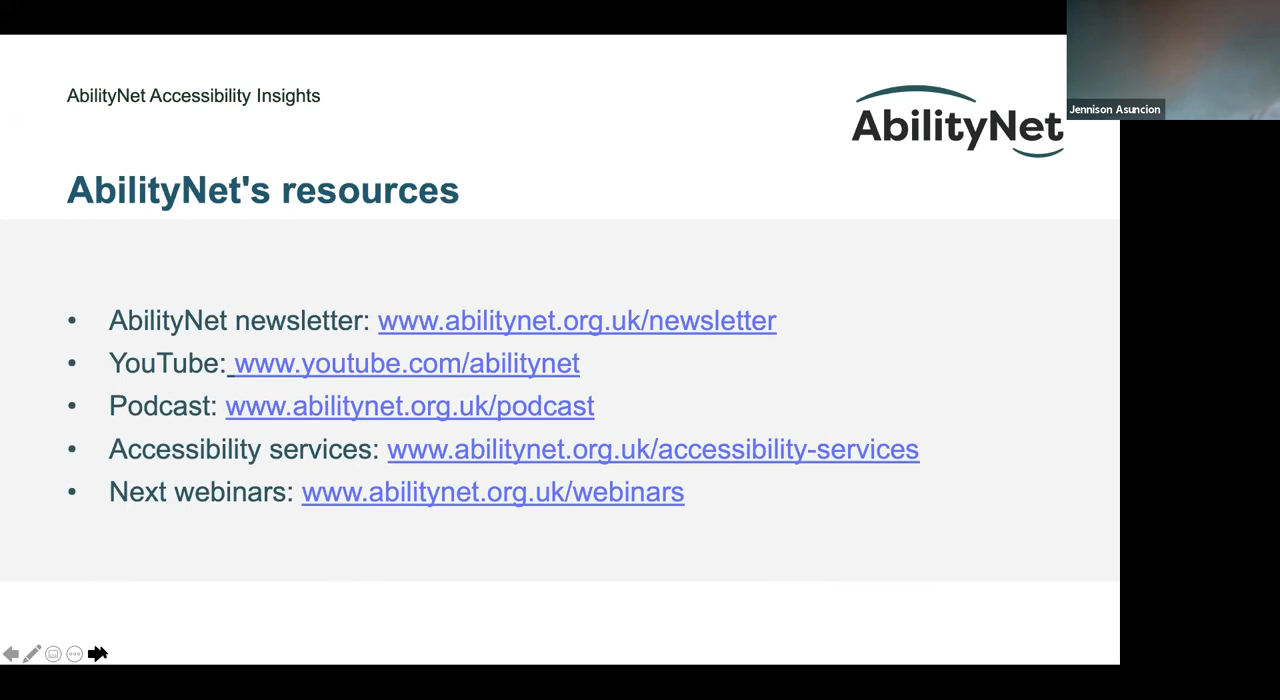 AbilityNet Accessibility Insights
AbilityNet
Jennison Asuncion
AbilityNet's resources
• AbilityNet newsletter: www.abilitynet.org.uk/newsletter
• YouTube: www.youtube.com/abilitynet
• Podcast: www.abilitynet.org.uk/podcast
• Accessibility services: www.abilitynet.org.uk/accessibility-services
• Next webinars: www.abilitynet.org.uk/webinars